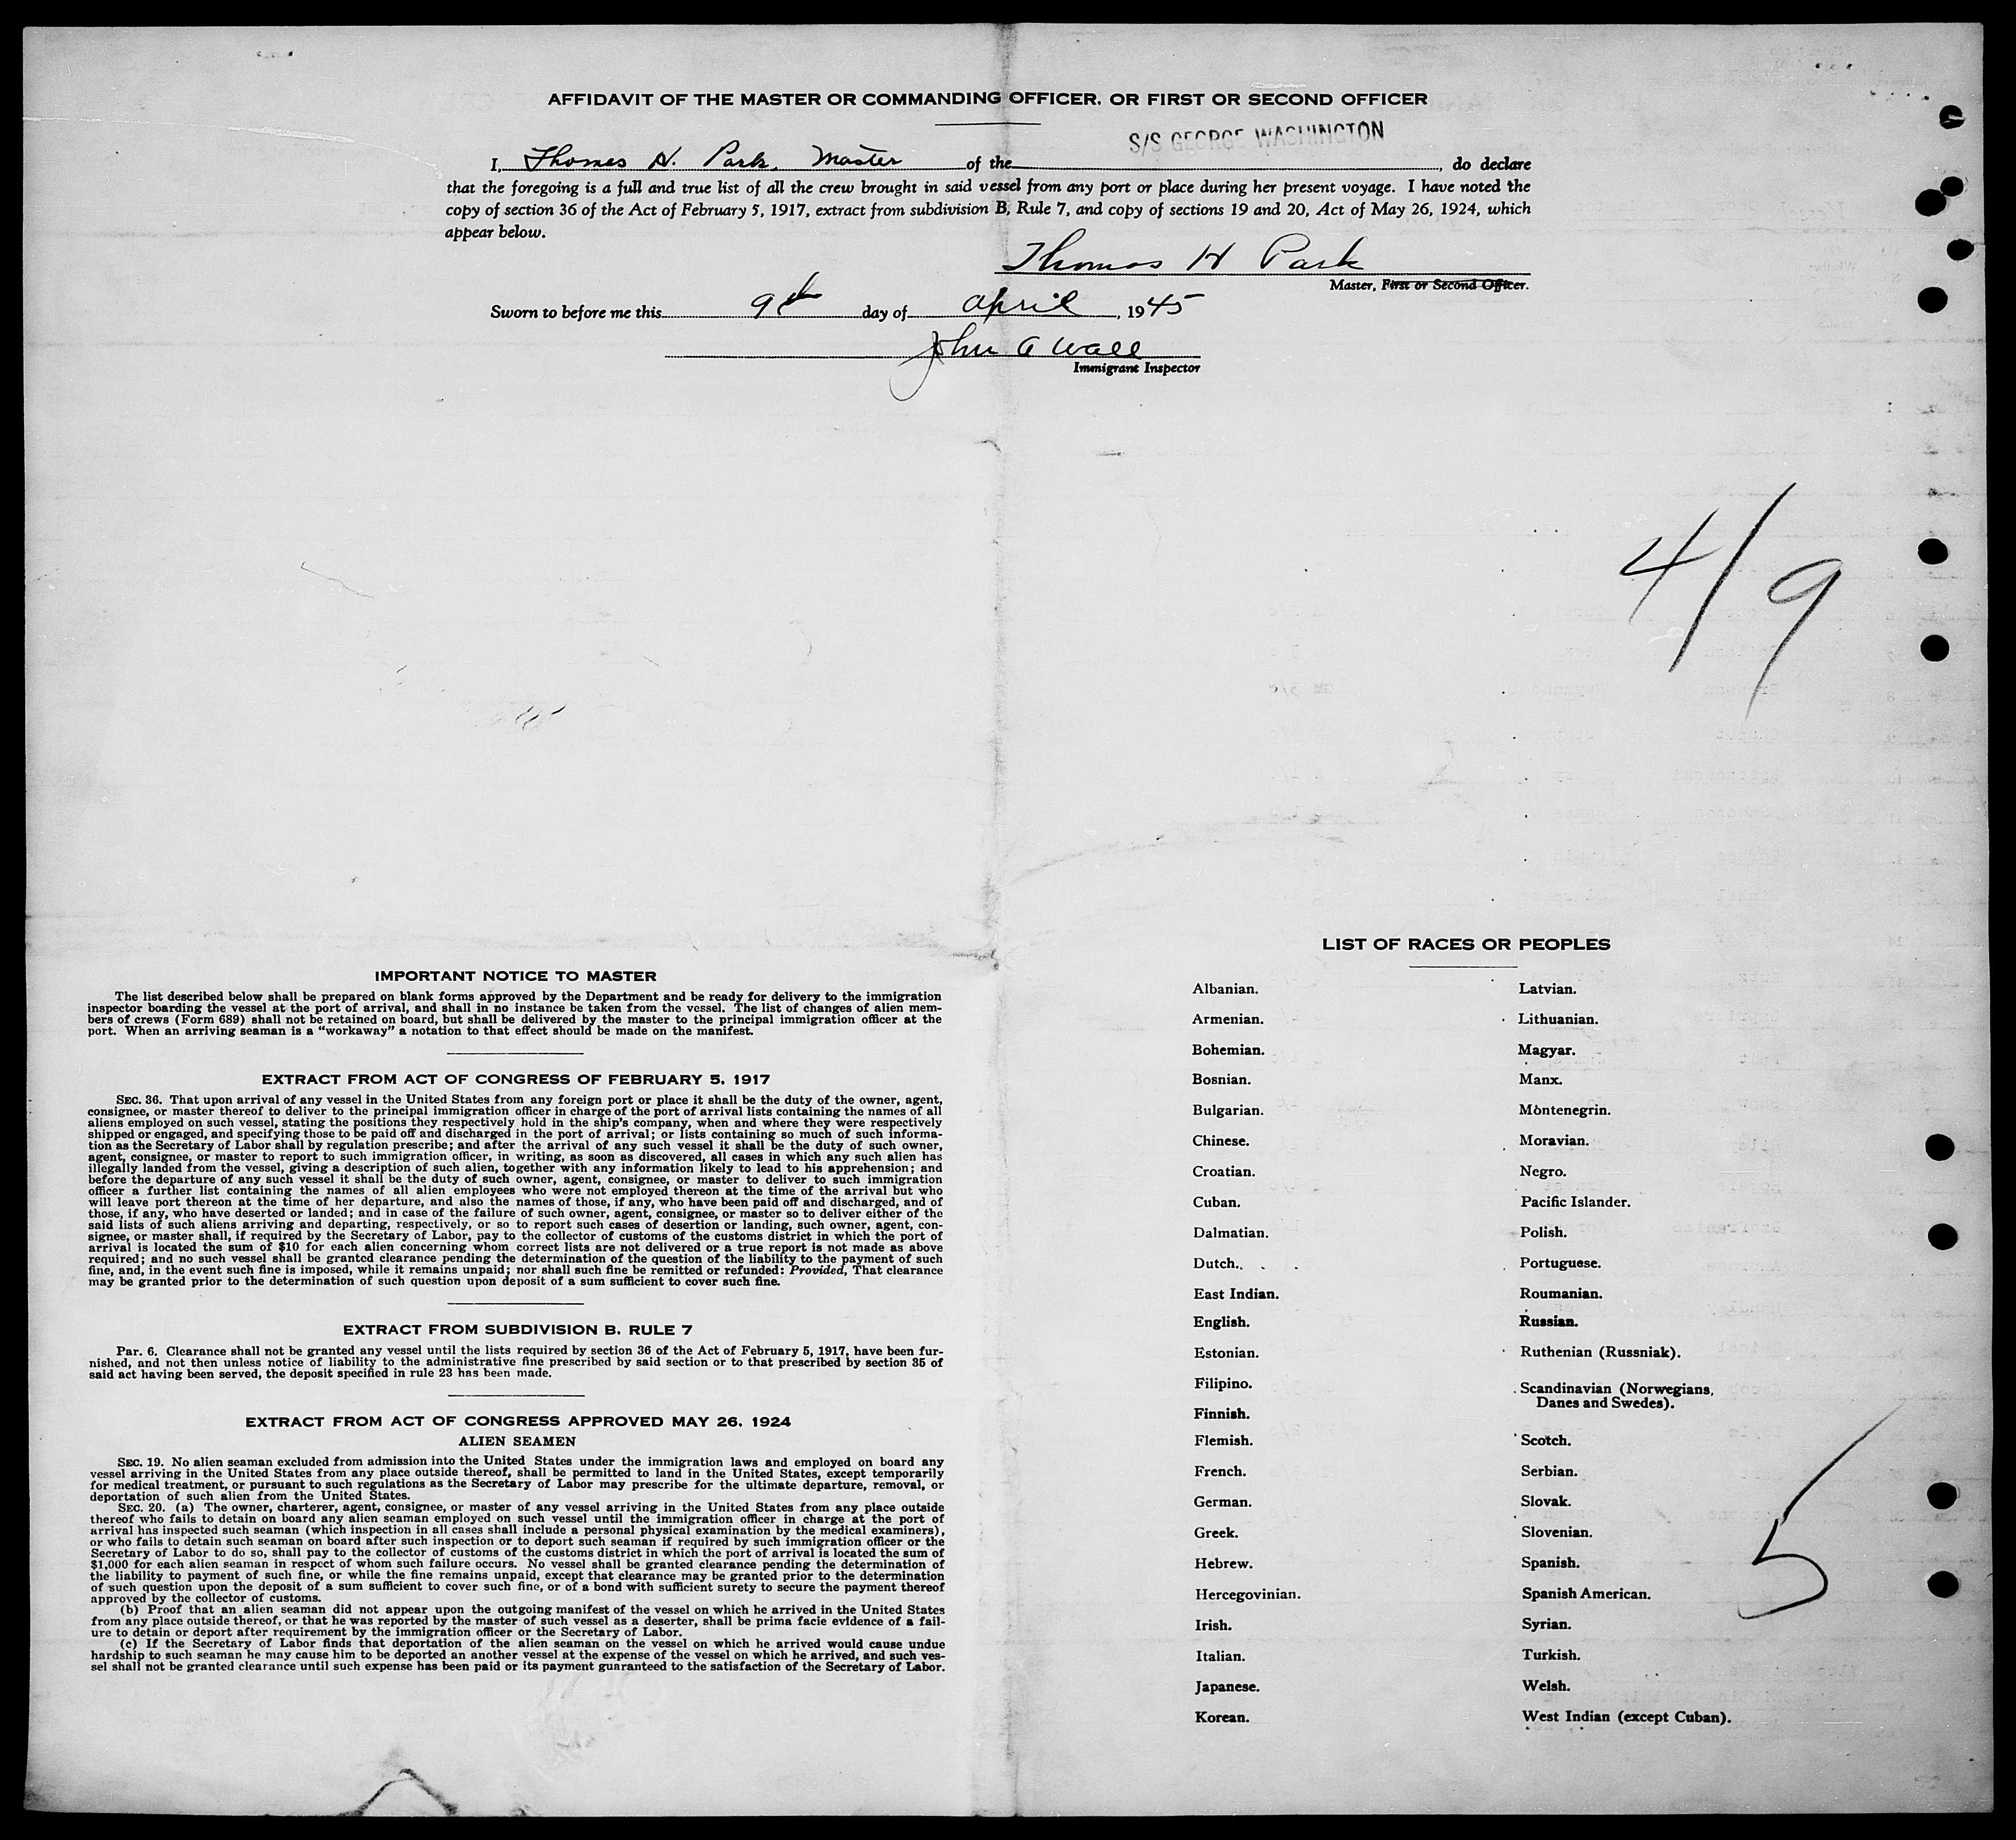 AFFIDAVIT OF THE MASTER OR COMMANDING OFFICER, OR FIRST OR SECOND OFFICER
S/S GEORGE WASHINGTON
I, Thomas H. Park, Master of the , do declare
that the foregoing is a full and true list of all the crew brought in said vessel from any port or place during her present voyage. I have noted the
copy of section 36 of the Act of February 5, 1917, extract from subdivision B, Rule 7, and copy of sections 19 and 20, Act of May 26, 1924, which
appear below.
Thomas H Park
Master, First or Second Officer.
Sworn to before me this 9th day of April, 1945
John A Wall
Immigrant Inspector
4/9
IMPORTANT NOTICE TO MASTER
The list described below shall be prepared on blank forms approved by the Department and be ready for delivery to the immigration
inspector boarding the vessel at the port of arrival, and shall in no instance be taken from the vessel. The list of changes of alien mem-
bers of crews (Form 689) shall not be retained on board, but shall be delivered by the master to the principal immigration officer at the
port. When an arriving seaman is a "workaway" a notation to that effect should be made on the manifest.
EXTRACT FROM ACT OF CONGRESS OF FEBRUARY 5, 1917
SEC. 36. That upon arrival of any vessel in the United States from any foreign port or place it shall be the duty of the owner, agent,
consignee, or master thereof to deliver to the principal immigration officer in charge of the port of arrival lists containing the names of all
aliens employed on such vessel, stating the positions they respectively hold in the ship's company, when and where they were respectively
shipped or engaged, and specifying those to be paid off and discharged in the port of arrival; or lists containing so much of such informa-
tion as the Secretary of Labor shall by regulation prescribe; and after the arrival of any such vessel it shall be the duty of such owner,
agent, consignee, or master to report to such immigration officer, in writing, as soon as discovered, all cases in which any such alien has
illegally landed from the vessel, giving a description of such alien, together with any information likely to lead to his apprehension; and
before the departure of any such vessel it shall be the duty of such owner, agent, consignee, or master to deliver to such immigration
officer a further list containing the names of all alien employees who were not employed thereon at the time of the arrival but who
will leave port thereon at the time of her departure, and also the names of those, if any, who have been paid off and discharged, and of
those, if any, who have deserted or landed; and in case of the failure of such owner, agent, consignee, or master so to deliver either of the
said lists of such aliens arriving and departing, respectively, or so to report such cases of desertion or landing, such owner, agent, con-
signee, or master shall, if required by the Secretary of Labor, pay to the collector of customs of the customs district in which the port of
arrival is located the sum of $10 for each alien concerning whom correct lists are not delivered or a true report is not made as above
required; and no such vessel shall be granted clearance pending the determination of the question of the liability to the payment of such
fine, and, in the event such fine is imposed, while it remains unpaid; nor shall such fine be remitted or refunded: Provided, That clearance
may be granted prior to the determination of such question upon deposit of a sum sufficient to cover such fine.
EXTRACT FROM SUBDIVISION B, RULE 7
Par. 6. Clearance shall not be granted any vessel until the lists required by section 36 of the Act of February 5, 1917, have been fur-
nished, and not then unless notice of liability to the administrative fine prescribed by said section or to that prescribed by section 35 of
said act having been served, the deposit specified in rule 23 has been made.
EXTRACT FROM ACT OF CONGRESS APPROVED MAY 26, 1924
ALIEN SEAMEN
SEC. 19. No alien seaman excluded from admission into the United States under the immigration laws and employed on board any
vessel arriving in the United States from any place outside thereof, shall be permitted to land in the United States, except temporarily
for medical treatment, or pursuant to such regulations as the Secretary of Labor may prescribe for the ultimate departure, removal, or
deportation of such alien from the United States.
SEC. 20. (a) The owner, charterer, agent, consignee, or master of any vessel arriving in the United States from any place outside
thereof who fails to detain on board any alien seaman employed on such vessel until the immigration officer in charge at the port of
arrival has inspected such seaman (which inspection in all cases shall include a personal physical examination by the medical examiners),
or who fails to detain such seaman on board after such inspection or to deport such seaman if required by such immigration officer or the
Secretary of Labor to do so, shall pay to the collector of customs of the customs district in which the port of arrival is located the sum of
$1,000 for each alien seaman in respect of whom such failure occurs. No vessel shall be granted clearance pending the determination of
the liability to payment of such fine, or while the fine remains unpaid, except that clearance may be granted prior to the determination
of such question upon the deposit of a sum sufficient to cover such fine, or of a bond with sufficient surety to secure the payment thereof
approved by the collector of customs.
(b) Proof that an alien seaman did not appear upon the outgoing manifest of the vessel on which he arrived in the United States
from any place outside thereof, or that he was reported by the master of such vessel as a deserter, shall be prima facie evidence of a fail-
ure to detain or deport after requirement by the immigration officer or the Secretary of Labor.
(c) If the Secretary of Labor finds that deportation of the alien seaman on the vessel on which he arrived would cause undue
hardship to such seaman he may cause him to be deported an another vessel at the expense of the vessel on which he arrived, and such ves-
sel shall not be granted clearance until such expense has been paid or its payment guaranteed to the satisfaction of the Secretary of Labor.
LIST OF RACES OR PEOPLES
Albanian.
Armenian.
Bohemian.
Bosnian.
Bulgarian.
Chinese.
Croatian.
Cuban.
Dalmatian.
Dutch.
East Indian.
English.
Estonian.
Filipino.
Finnish.
Flemish.
French.
German.
Greek.
Hebrew.
Hercegovinian.
Irish.
Italian.
Japanese.
Korean.
Latvian.
Lithuanian.
Magyar.
Manx.
Montenegrin.
Moravian.
Negro.
Pacific Islander.
Polish.
Portuguese.
Roumanian.
Russian.
Ruthenian (Russniak).
Scandinavian (Norwegians,
Danes and Swedes).
Scotch.
Serbian.
Slovak.
Slovenian.
Spanish.
Spanish American.
Syrian.
Turkish.
Welsh.
West Indian (except Cuban).
5